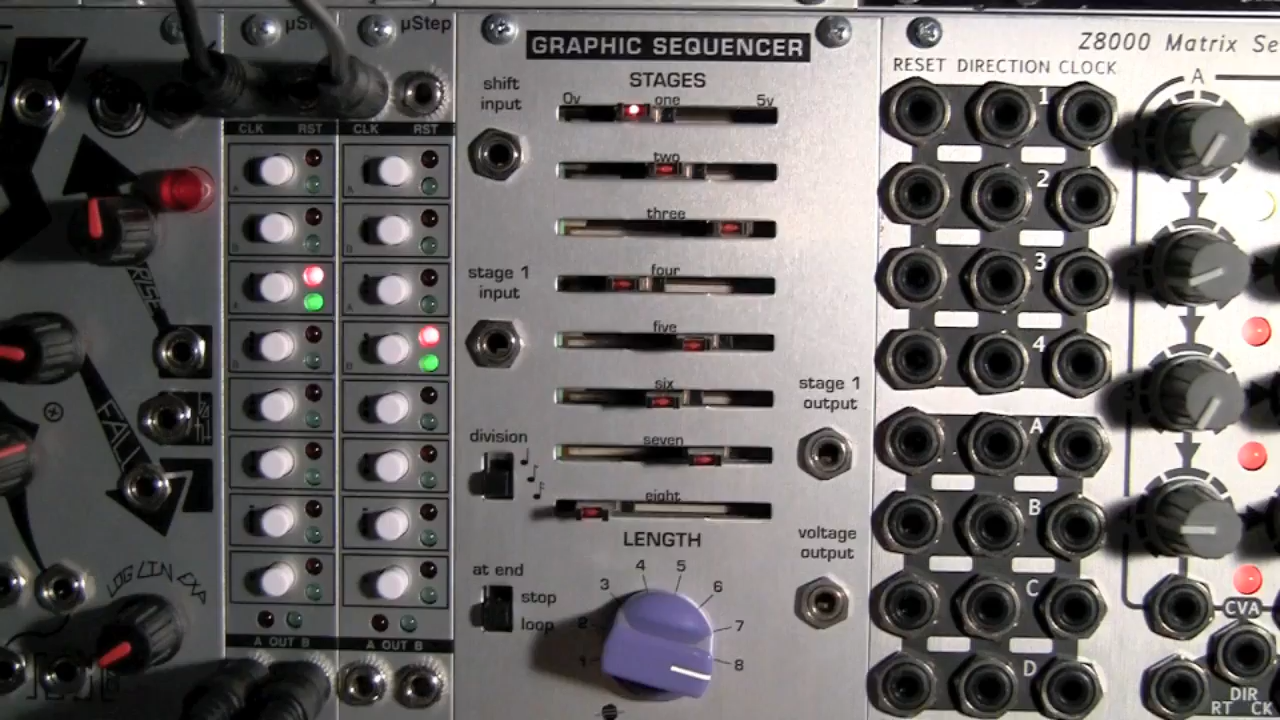 µSt
µStep
CLK RST
CLK RST
RISE
FALL
LOG LIN EXP
A OUT B
A OUT B
GRAPHIC SEQUENCER
STAGES
0v one 5v
two
three
four
five
six
seven
eight
shift
input
stage 1
input
division
stage 1
output
voltage
output
LENGTH
at end
stop
loop
1 2 3 4 5 6 7 8
Z8000 Matrix Se
RESET DIRECTION CLOCK
1
2
3
4
A
B
C
D
A
CVA
DIR
RT CK